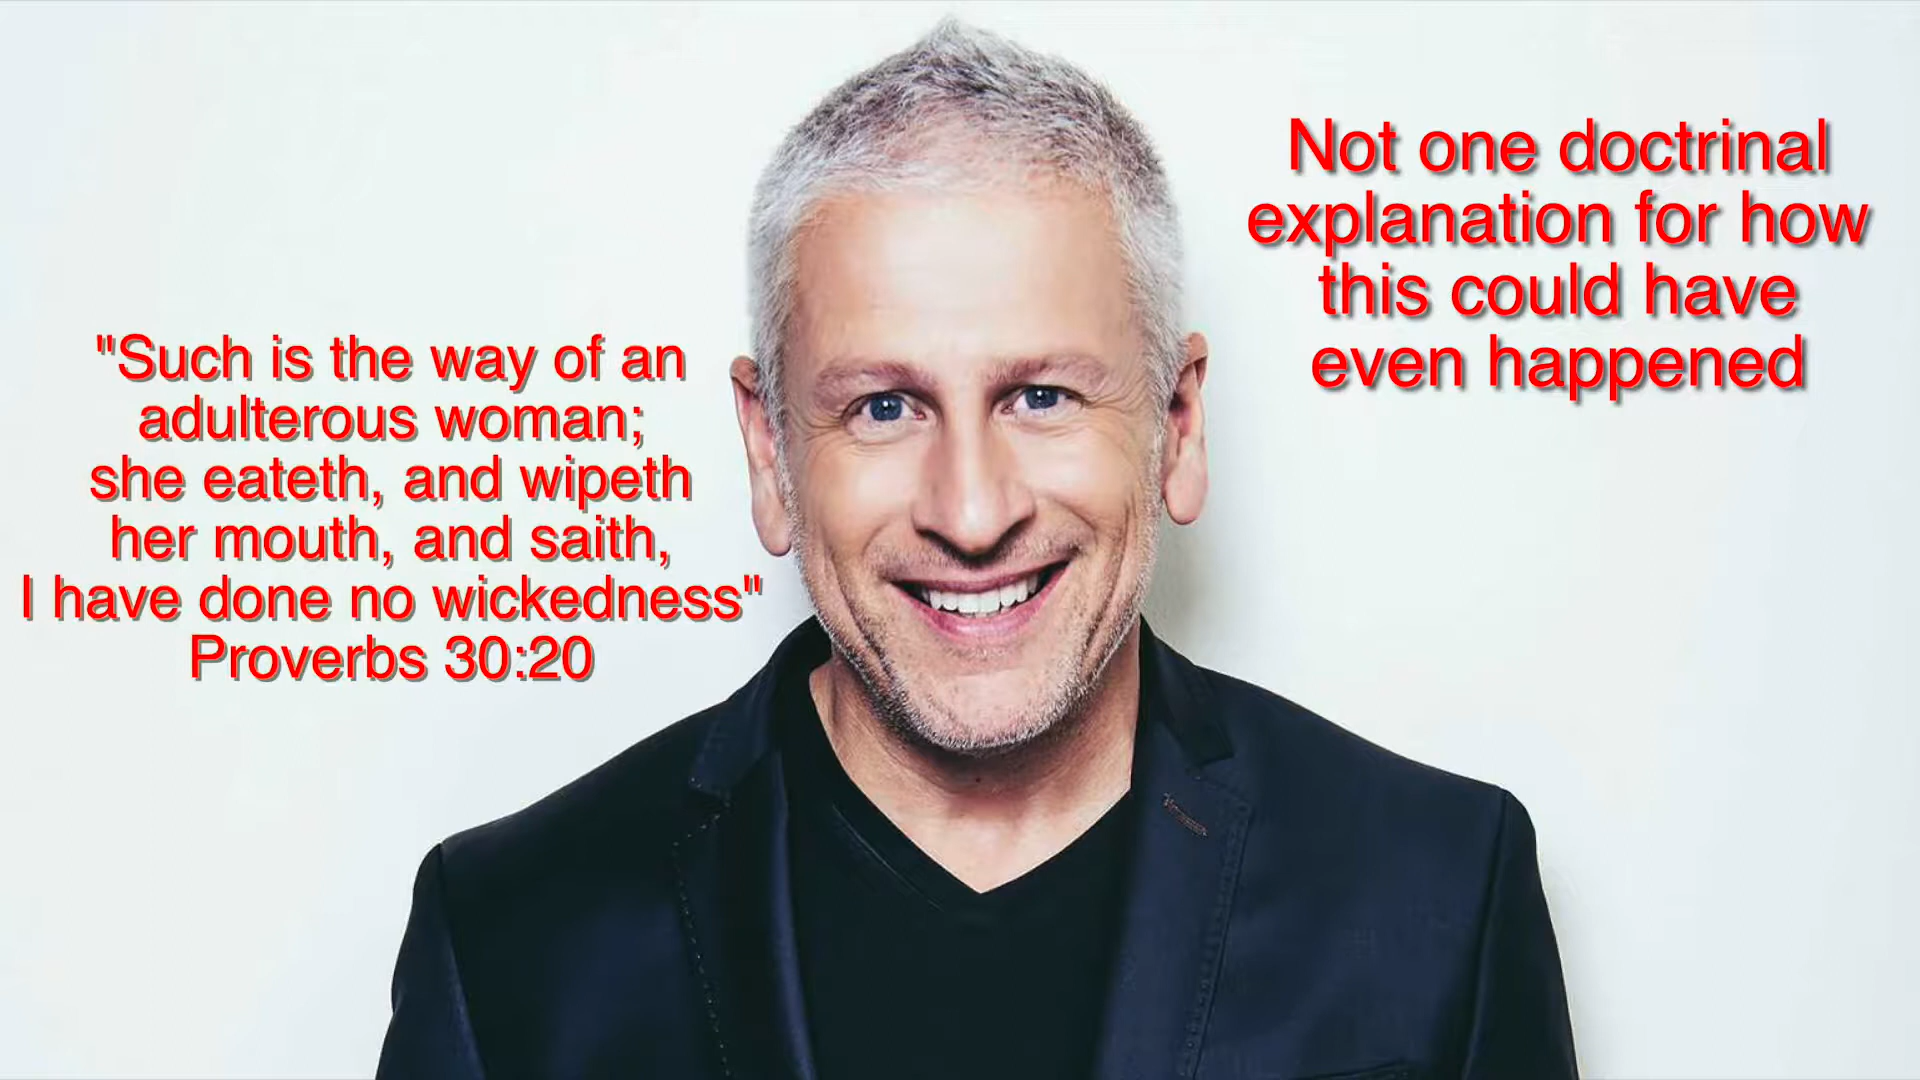 "Such is the way of an
adulterous woman;
she eateth, and wipeth
her mouth, and saith,
I have done no wickedness"
Proverbs 30:20
Not one doctrinal
explanation for how
this could have
even happened